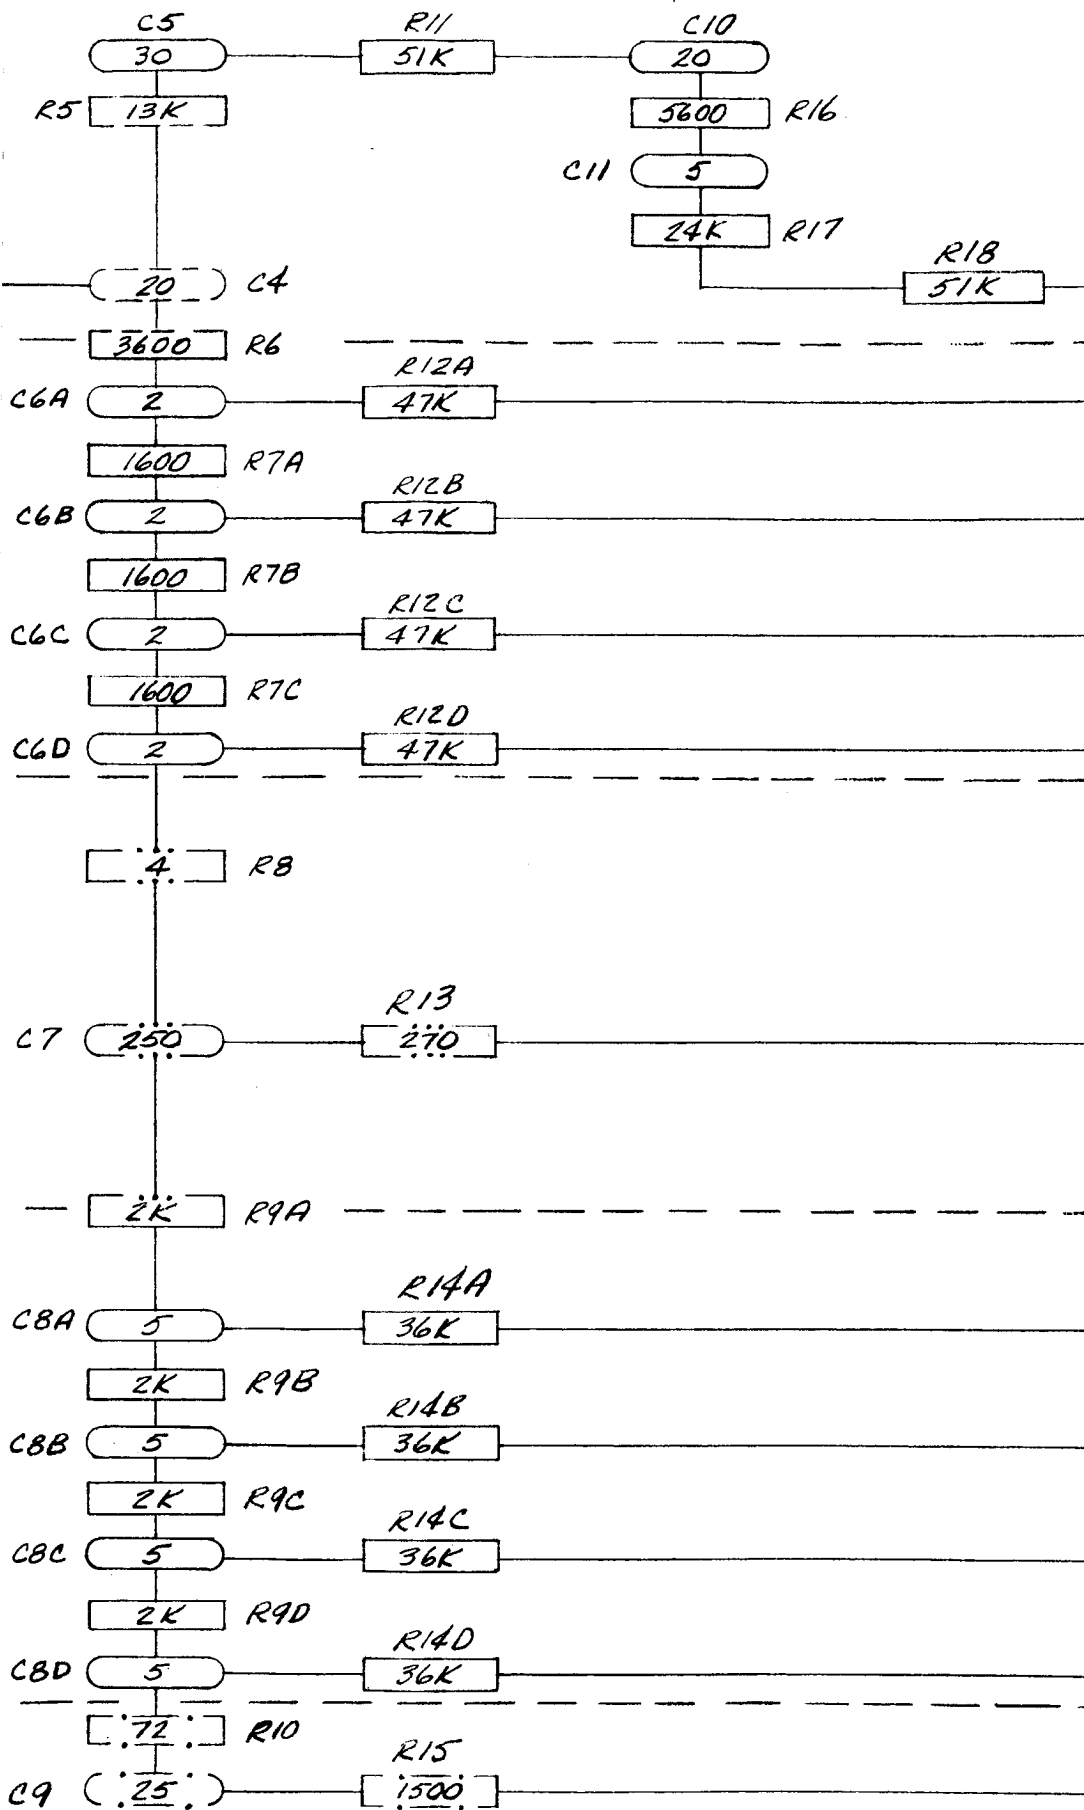 C5 R11 C10
30 51K 20
R5 13K 5600 R16
C11 5
24K R17
R18
20 C4 51K
3600 R6
R12A
C6A 2 47K
1600 R7A
R12B
C6B 2 47K
1600 R7B
R12C
C6C 2 47K
1600 R7C
R12D
C6D 2 47K
4 R8
R13
C7 250 270
2K R9A
R14A
C8A 5 36K
2K R9B
R14B
C8B 5 36K
2K R9C
R14C
C8C 5 36K
2K R9D
R14D
C8D 5 36K
72 R10
R15
C9 25 1500